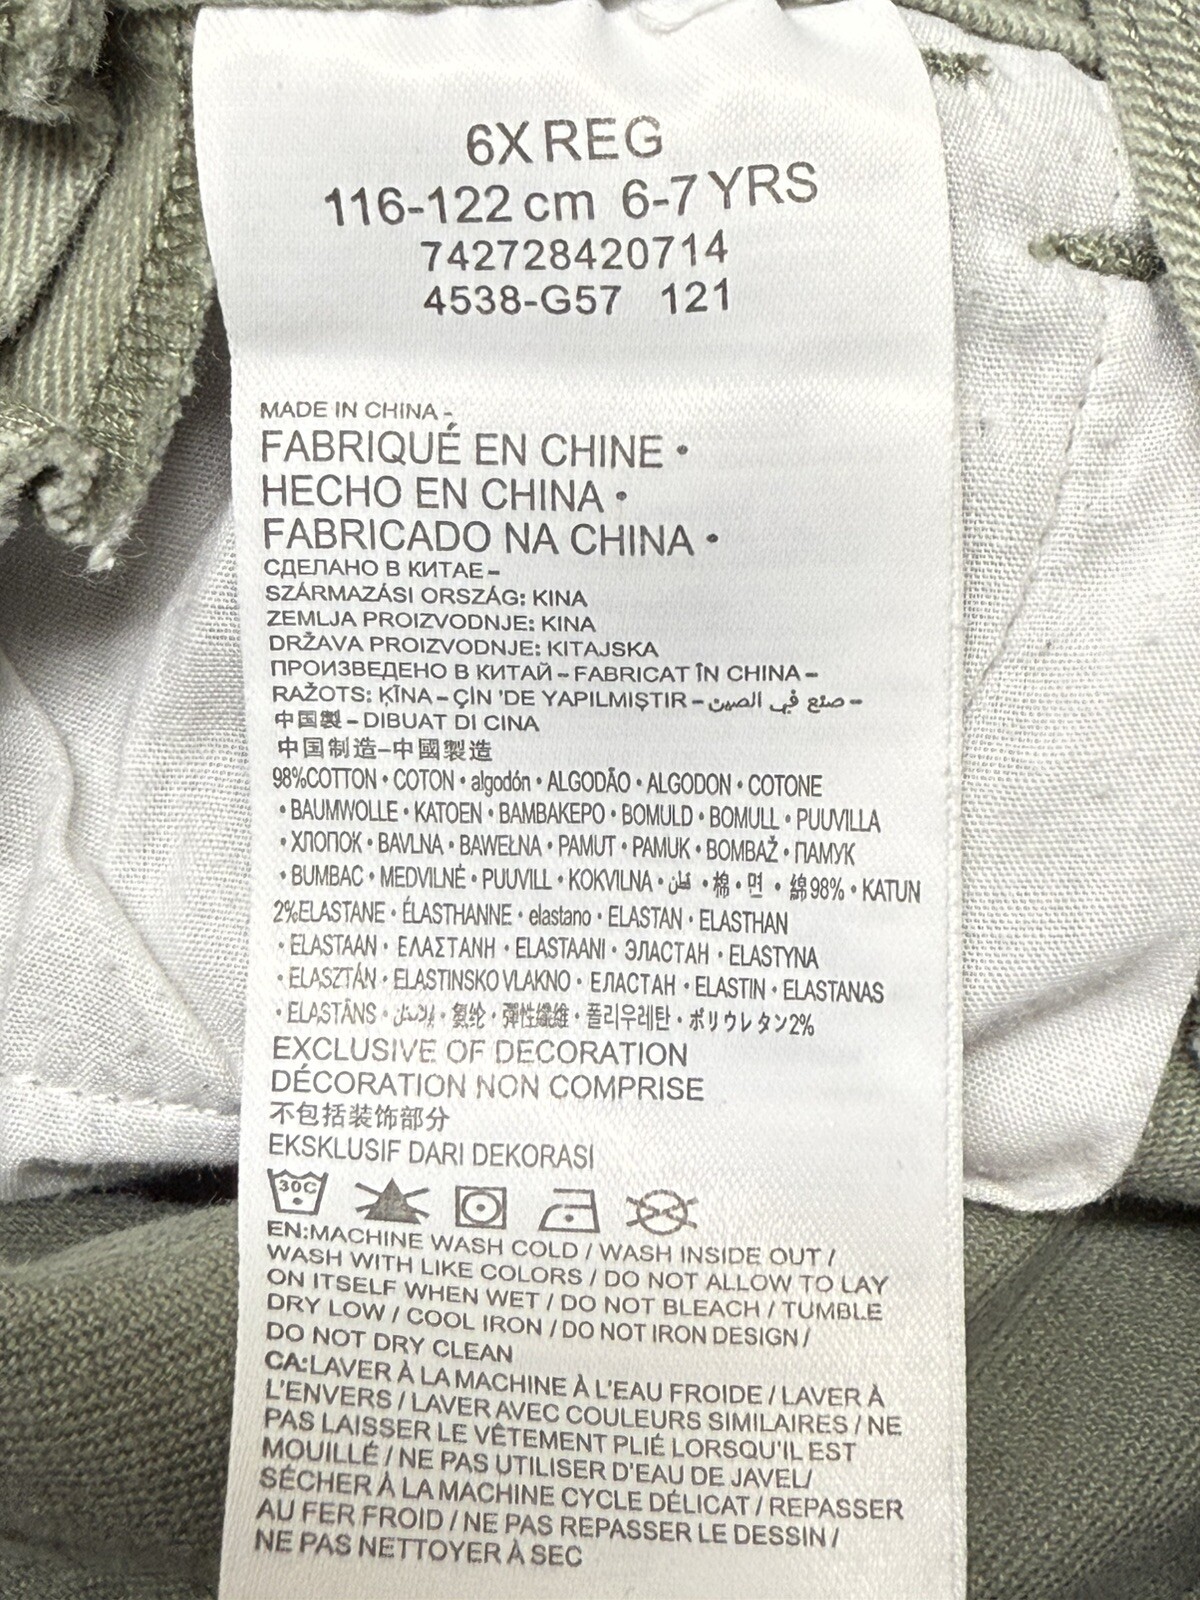 6X REG
116-122 cm 6-7 YRS
742728420714
4538-G57 121
MADE IN CHINA -
FABRIQUÉ EN CHINE •
HECHO EN CHINA •
FABRICADO NA CHINA •
СДЕЛАНО В КИТАЕ –
SZÁRMAZÁSI ORSZÁG: KINA
ZEMLJA PROIZVODNJE: KINA
DRŽAVA PROIZVODNJE: KITAJSKA
ПРОИЗВЕДЕНО В КИТАЙ – FABRICAT ÎN CHINA –
RAŽOTS: ĶĪNA – ÇİN 'DE YAPILMIŞTIR – صنع في الصين –
中国製 – DIBUAT DI CINA
中国制造–中國製造
98%COTTON • COTON • algodón • ALGODÃO • ALGODON • COTONE
• BAUMWOLLE • KATOEN • BAMBAKEPO • BOMULD • BOMULL • PUUVILLA
• ХЛОПОК • BAVLNA • BAWEŁNA • PAMUT • PAMUK • BOMBAŽ • ПАМУК
• BUMBAC • MEDVILNĖ • PUUVILL • KOKVILNA • قطن • 棉 • 면 • 綿98% • KATUN
2%ELASTANE • ÉLASTHANNE • elastano • ELASTAN • ELASTHAN
• ELASTAAN • ΕΛΑΣΤΑΝΗ • ELASTAANI • ЭЛАСТАН • ELASTYNA
• ELASZTÁN • ELASTINSKO VLAKNO • ЕЛАСТАН • ELASTIN • ELASTANAS
• ELASTĀNS • • 氨纶 • 彈性纖維 • 폴리우레탄 • ポリウレタン2%
EXCLUSIVE OF DECORATION
DÉCORATION NON COMPRISE
不包括装饰部分
EKSKLUSIF DARI DEKORASI
30C
EN:MACHINE WASH COLD / WASH INSIDE OUT /
WASH WITH LIKE COLORS / DO NOT ALLOW TO LAY
ON ITSELF WHEN WET / DO NOT BLEACH / TUMBLE
DRY LOW / COOL IRON / DO NOT IRON DESIGN /
DO NOT DRY CLEAN
CA:LAVER À LA MACHINE À L'EAU FROIDE / LAVER À
L'ENVERS / LAVER AVEC COULEURS SIMILAIRES / NE
PAS LAISSER LE VÊTEMENT PLIÉ LORSQU'IL EST
MOUILLÉ / NE PAS UTILISER D'EAU DE JAVEL/
SÉCHER À LA MACHINE CYCLE DÉLICAT / REPASSER
AU FER FROID / NE PAS REPASSER LE DESSIN /
NE PAS NETTOYER À SEC